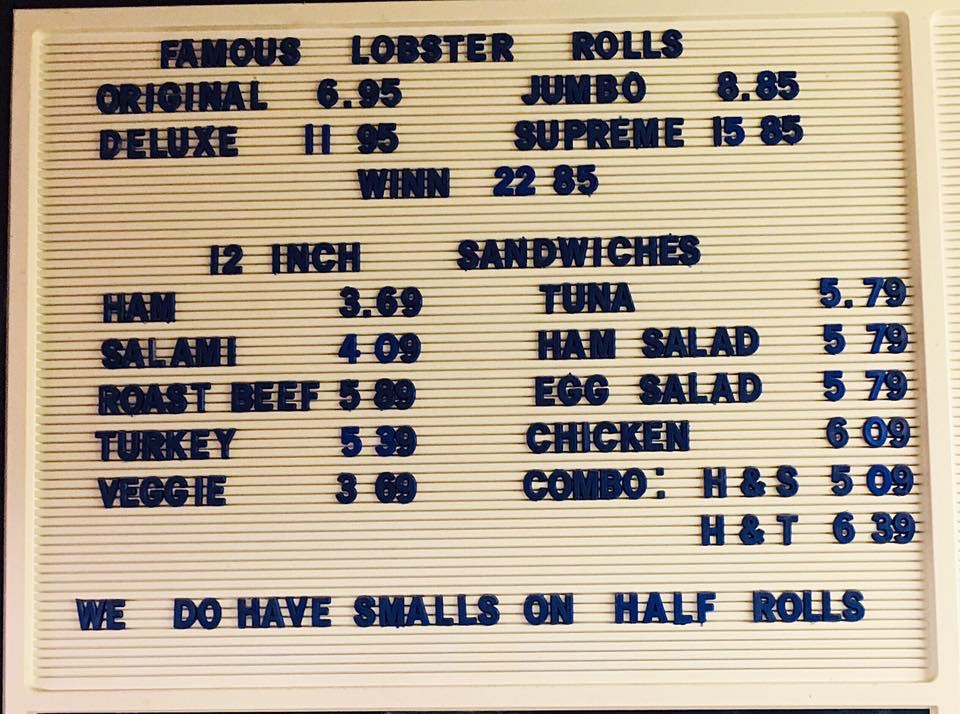 FAMOUS LOBSTER ROLLS
ORIGINAL 6.95 JUMBO 8.85
DELUXE 11 95 SUPREME 15 85
WINN 22 85
12 INCH SANDWICHES
HAM 3.69 TUNA 5.79
SALAMI 4 09 HAM SALAD 5 79
ROAST BEEF 5 89 EGG SALAD 5 79
TURKEY 5 39 CHICKEN 6 09
VEGGIE 3 69 COMBO: H & S 5 09
H & T 6 39
WE DO HAVE SMALLS ON HALF ROLLS